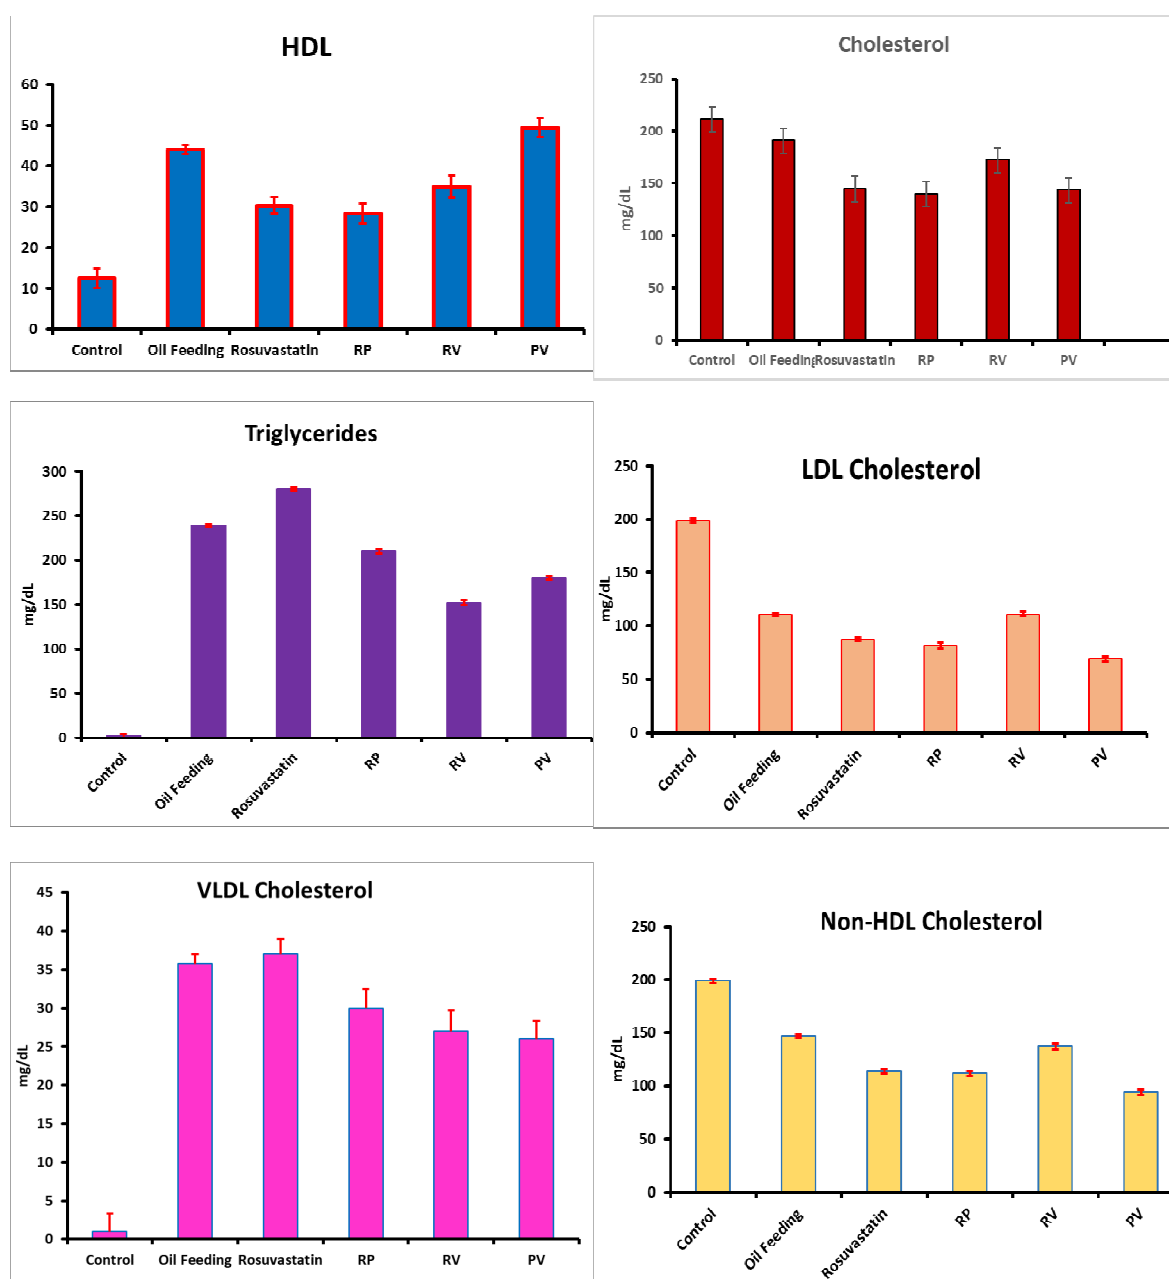 HDL
60
50
40
30
20
10
0
Control Oil Feeding Rosuvastatin RP RV PV
Cholesterol
250
200
150
100
50
0
mg/dL
Control Oil Feeding Rosuvastatin RP RV PV
Triglycerides
300
250
200
150
100
50
0
mg/dL
Control Oil Feeding Rosuvastatin RP RV PV
LDL Cholesterol
250
200
150
100
50
0
mg/dL
Control Oil Feeding Rosuvastatin RP RV PV
VLDL Cholesterol
45
40
35
30
25
20
15
10
5
0
mg/dL
Control Oil Feeding Rosuvastatin RP RV PV
Non-HDL Cholesterol
250
200
150
100
50
0
mg/dL
Control Oil Feeding Rosuvastatin RP RV PV